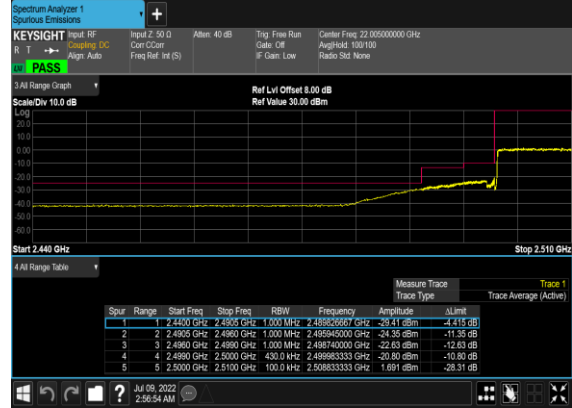 Spectrum Analyzer 1
Spurious Emissions
+
KEYSIGHT Input: RF Input Z: 50 Ω Atten: 40 dB Trig: Free Run Center Freq: 22.005000000 GHz
R T Coupling: DC Corr CCorr Gate: Off Avg|Hold: 100/100
Align: Auto Freq Ref: Int (S) IF Gain: Low Radio Std: None
LW PASS
3 All Range Graph
Ref Lvl Offset 8.00 dB
Scale/Div 10.0 dB Ref Value 30.00 dBm
Log
20.0
10.0
0.00
-10.0
-20.0
-30.0
-40.0
-50.0
-60.0
Start 2.440 GHz Stop 2.510 GHz
4 All Range Table
Measure Trace Trace 1
Trace Type Trace Average (Active)
Spur Range Start Freq Stop Freq RBW Frequency Amplitude ΔLimit
1 1 2.4400 GHz 2.4905 GHz 1.000 MHz 2.489826667 GHz -29.41 dBm -4.415 dB
2 2 2.4905 GHz 2.4960 GHz 1.000 MHz 2.495945000 GHz -24.35 dBm -11.35 dB
3 3 2.4960 GHz 2.4990 GHz 1.000 MHz 2.498740000 GHz -22.63 dBm -12.63 dB
4 4 2.4990 GHz 2.5000 GHz 430.0 kHz 2.499983333 GHz -20.80 dBm -10.80 dB
5 5 2.5000 GHz 2.5100 GHz 100.0 kHz 2.508833333 GHz 1.691 dBm -28.31 dB
? Jul 09, 2022
2:56:54 AM